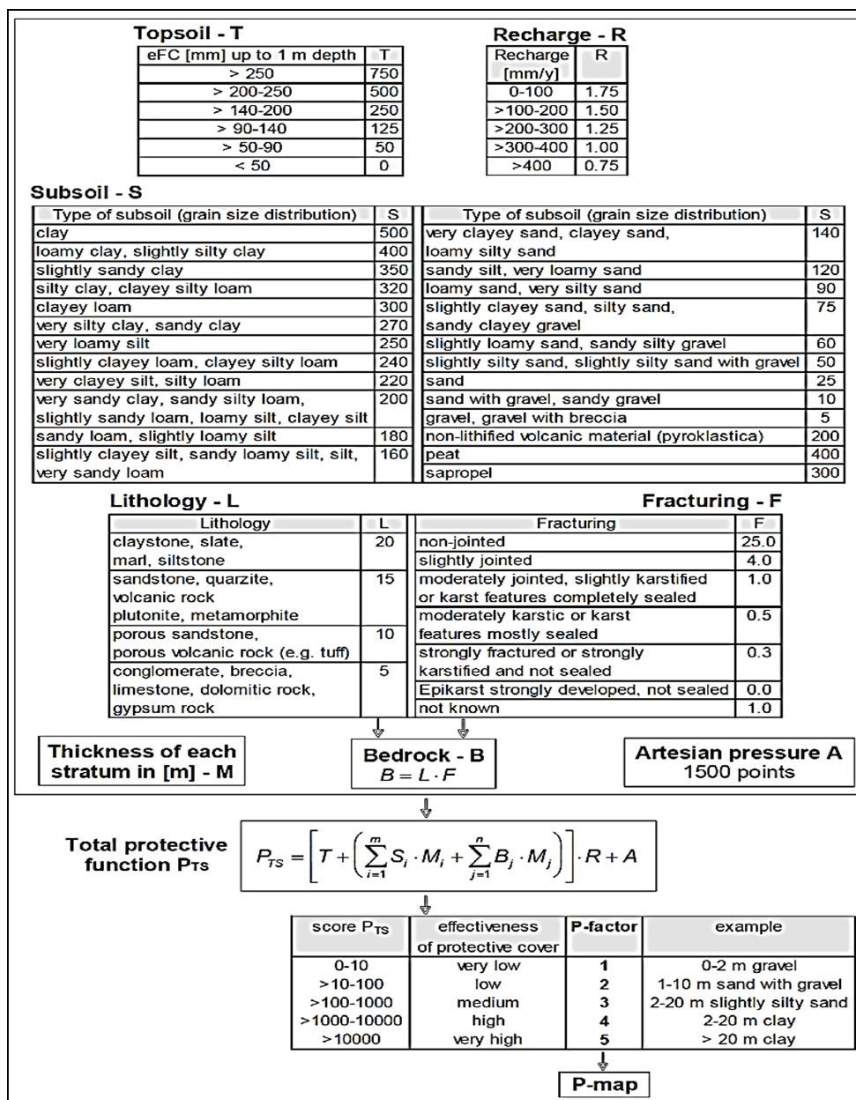 Topsoil - T
eFC [mm] up to 1 m depth T
> 250 750
> 200-250 500
> 140-200 250
> 90-140 125
> 50-90 50
< 50 0
Recharge - R
Recharge [mm/y] R
0-100 1.75
>100-200 1.50
>200-300 1.25
>300-400 1.00
>400 0.75
Subsoil - S
Type of subsoil (grain size distribution) S
clay 500
loamy clay, slightly silty clay 400
slightly sandy clay 350
silty clay, clayey silty loam 320
clayey loam 300
very silty clay, sandy clay 270
very loamy silt 250
slightly clayey loam, clayey silty loam 240
very clayey silt, silty loam 220
very sandy clay, sandy silty loam, 200
slightly sandy loam, loamy silt, clayey silt
sandy loam, slightly loamy silt 180
slightly clayey silt, sandy loamy silt, silt, 160
very sandy loam
Type of subsoil (grain size distribution) S
very clayey sand, clayey sand, 140
loamy silty sand
sandy silt, very loamy sand 120
loamy sand, very silty sand 90
slightly clayey sand, silty sand, 75
sandy clayey gravel
slightly loamy sand, sandy silty gravel 60
slightly silty sand, slightly silty sand with gravel 50
sand 25
sand with gravel, sandy gravel 10
gravel, gravel with breccia 5
non-lithified volcanic material (pyroklastica) 200
peat 400
sapropel 300
Lithology - L
Lithology L
claystone, slate, 20
marl, siltstone
sandstone, quarzite, 15
volcanic rock
plutonite, metamorphite
porous sandstone, 10
porous volcanic rock (e.g. tuff)
conglomerate, breccia, 5
limestone, dolomitic rock,
gypsum rock
Fracturing - F
Fracturing F
non-jointed 25.0
slightly jointed 4.0
moderately jointed, slightly karstified 1.0
or karst features completely sealed
moderately karstic or karst 0.5
features mostly sealed
strongly fractured or strongly 0.3
karstified and not sealed
Epikarst strongly developed, not sealed 0.0
not known 1.0
Thickness of each
stratum in [m] - M
Bedrock - B
B = L · F
Artesian pressure A
1500 points
Total protective
function PTS
PTS = [T + (∑ i=1 m Si · Mi + ∑ j=1 n Bj · Mj)] · R + A
score PTS effectiveness of protective cover P-factor example
0-10 very low 1 0-2 m gravel
>10-100 low 2 1-10 m sand with gravel
>100-1000 medium 3 2-20 m slightly silty sand
>1000-10000 high 4 2-20 m clay
>10000 very high 5 > 20 m clay
P-map